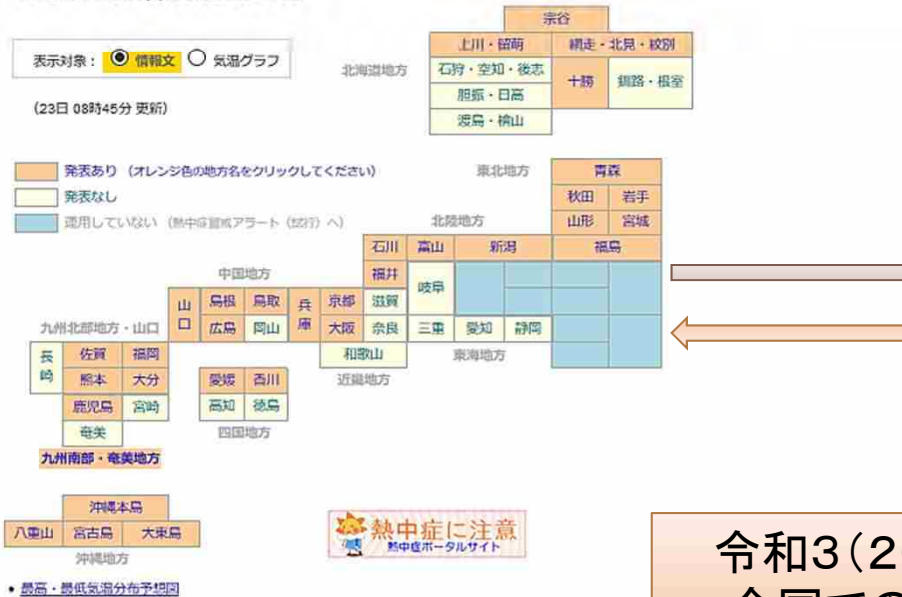 表示対象： 情報文 気温グラフ
(23日 08時45分 更新)
発表あり (オレンジ色の地方名をクリックしてください)
発表なし
運用していない (熱中症警戒アラート (試行) へ)
宗谷
上川・留萌 網走・北見・紋別
北海道地方 石狩・空知・後志 十勝 釧路・根室
胆振・日高
渡島・檜山
東北地方 青森
秋田 岩手
北陸地方 山形 宮城
石川 富山 新潟 福島
中国地方 福井 岐阜
山口 島根 鳥取 兵庫 京都 滋賀
九州北部地方・山口 広島 岡山 大阪 奈良 三重 愛知 静岡
長崎 佐賀 福岡 和歌山 東海地方
熊本 大分 愛媛 香川 近畿地方
鹿児島 宮崎 高知 徳島
奄美 四国地方
九州南部・奄美地方
沖縄本島
八重山 宮古島 大東島
沖縄地方
熱中症に注意
熱中症ポータルサイト
• 最高・最低気温分布予想図
令和3(2